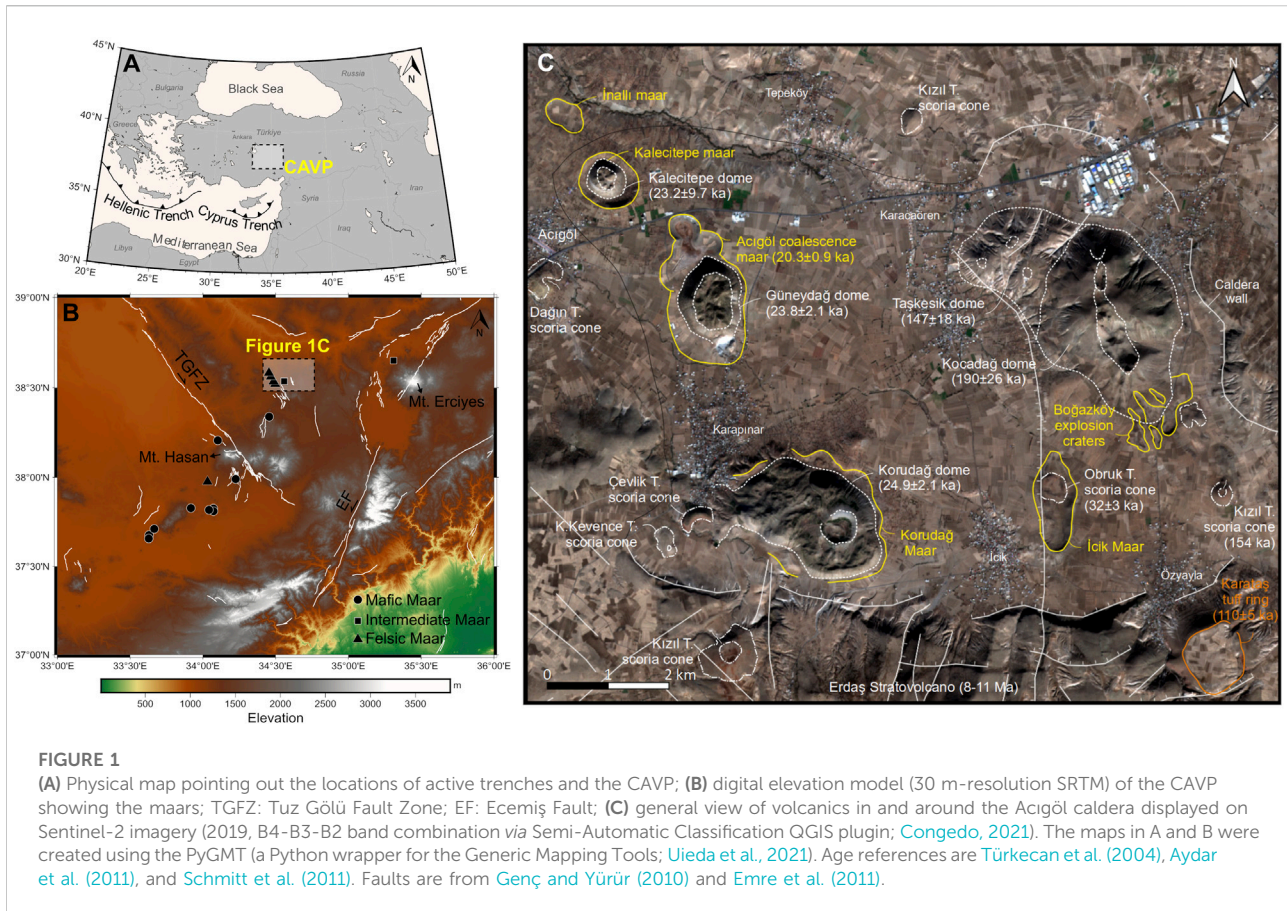 A
45°N
40°N
35°N
30°N
20°E
25°E
30°E
35°E
40°E
45°E
50°E
N
Bulgaria
Black Sea
Russia
Greece
Ankara
Türkiye
CAVP
Iran
Syria
Iraq
Hellenic Trench
Cyprus Trench
Mediterranean Sea
Libya
Egypt
B
39°00'N
38°30'N
38°00'N
37°30'N
37°00'N
33°00'E
34°00'E
34°30'E
35°00'E
35°30'E
36°00'E
33°30'E
N
Figure 1C
TGFZ
Mt. Erciyes
Mt. Hasan
EF
Mafic Maar
Intermediate Maar
Felsic Maar
500 1000 1500 2000 2500 3000 3500
m
Elevation
C
N
İnallı maar
Tepeköy
Kızıl T.
scoria cone
Kalecitepe maar
Kalecitepe dome
(23.2±9.7 ka)
Karacaören
Acıgöl
Acıgöl coalescence
maar (20.3±0.9 ka)
Güneydağ dome
(23.8±2.1 ka)
Dağın T.
scoria cone
Taşkesik dome
(147±18 ka)
Kocadağ dome
(190±26 ka)
Caldera
wall
Boğazköy
explosion
craters
Karapınar
Korudağ dome
(24.9±2.1 ka)
Çevlik T.
scoria cone
K.Kevence T.
scoria cone
Korudağ
Maar
Obruk T.
scoria cone
(32±3 ka)
İcik
İcik Maar
Kızıl T.
scoria cone
(154 ka)
Özyayla
Karataş
tuff ring
(110±5 ka)
Kızıl T.
scoria cone
0 1 2 km
Erdaş Stratovolcano (8-11 Ma)
FIGURE 1
(A) Physical map pointing out the locations of active trenches and the CAVP; (B) digital elevation model (30 m-resolution SRTM) of the CAVP
showing the maars; TGFZ: Tuz Gölü Fault Zone; EF: Ecemiş Fault; (C) general view of volcanics in and around the Acıgöl caldera displayed on
Sentinel-2 imagery (2019, B4-B3-B2 band combination via Semi-Automatic Classification QGIS plugin; Congedo, 2021). The maps in A and B were
created using the PyGMT (a Python wrapper for the Generic Mapping Tools; Uieda et al., 2021). Age references are Türkecan et al. (2004), Aydar
et al. (2011), and Schmitt et al. (2011). Faults are from Genç and Yürür (2010) and Emre et al. (2011).